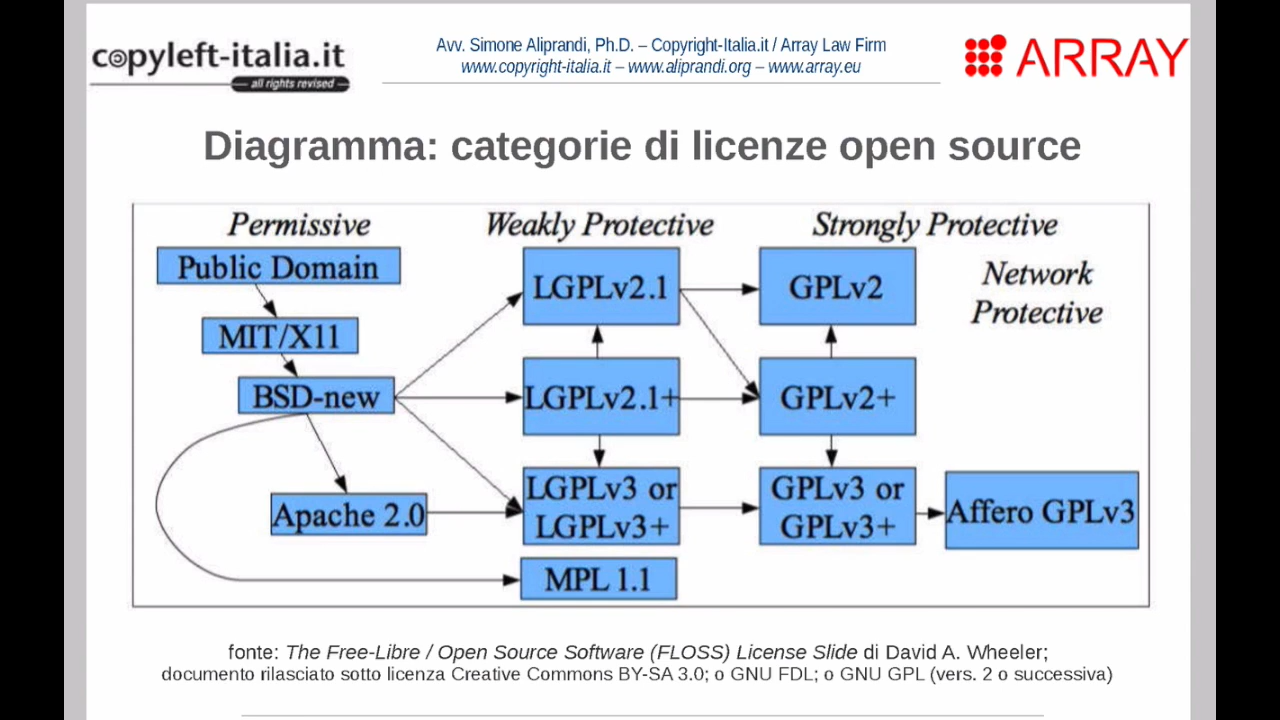 copyleft-italia.it
all rights revised
Avv. Simone Aliprandi, Ph.D. – Copyright-Italia.it / Array Law Firm
www.copyright-italia.it – www.aliprandi.org – www.array.eu
ARRAY
Diagramma: categorie di licenze open source
Permissive
Weakly Protective
Strongly Protective
Network
Protective
Public Domain
MIT/X11
BSD-new
Apache 2.0
LGPLv2.1
LGPLv2.1+
LGPLv3 or
LGPLv3+
MPL 1.1
GPLv2
GPLv2+
GPLv3 or
GPLv3+
Affero GPLv3
fonte: The Free-Libre / Open Source Software (FLOSS) License Slide di David A. Wheeler;
documento rilasciato sotto licenza Creative Commons BY-SA 3.0; o GNU FDL; o GNU GPL (vers. 2 o successiva)